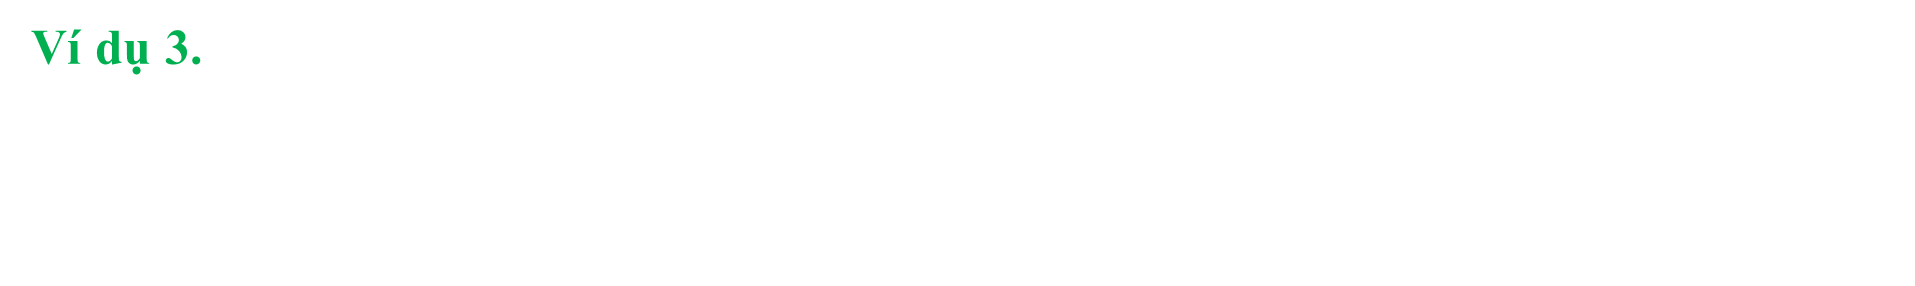 Ví dụ 3.